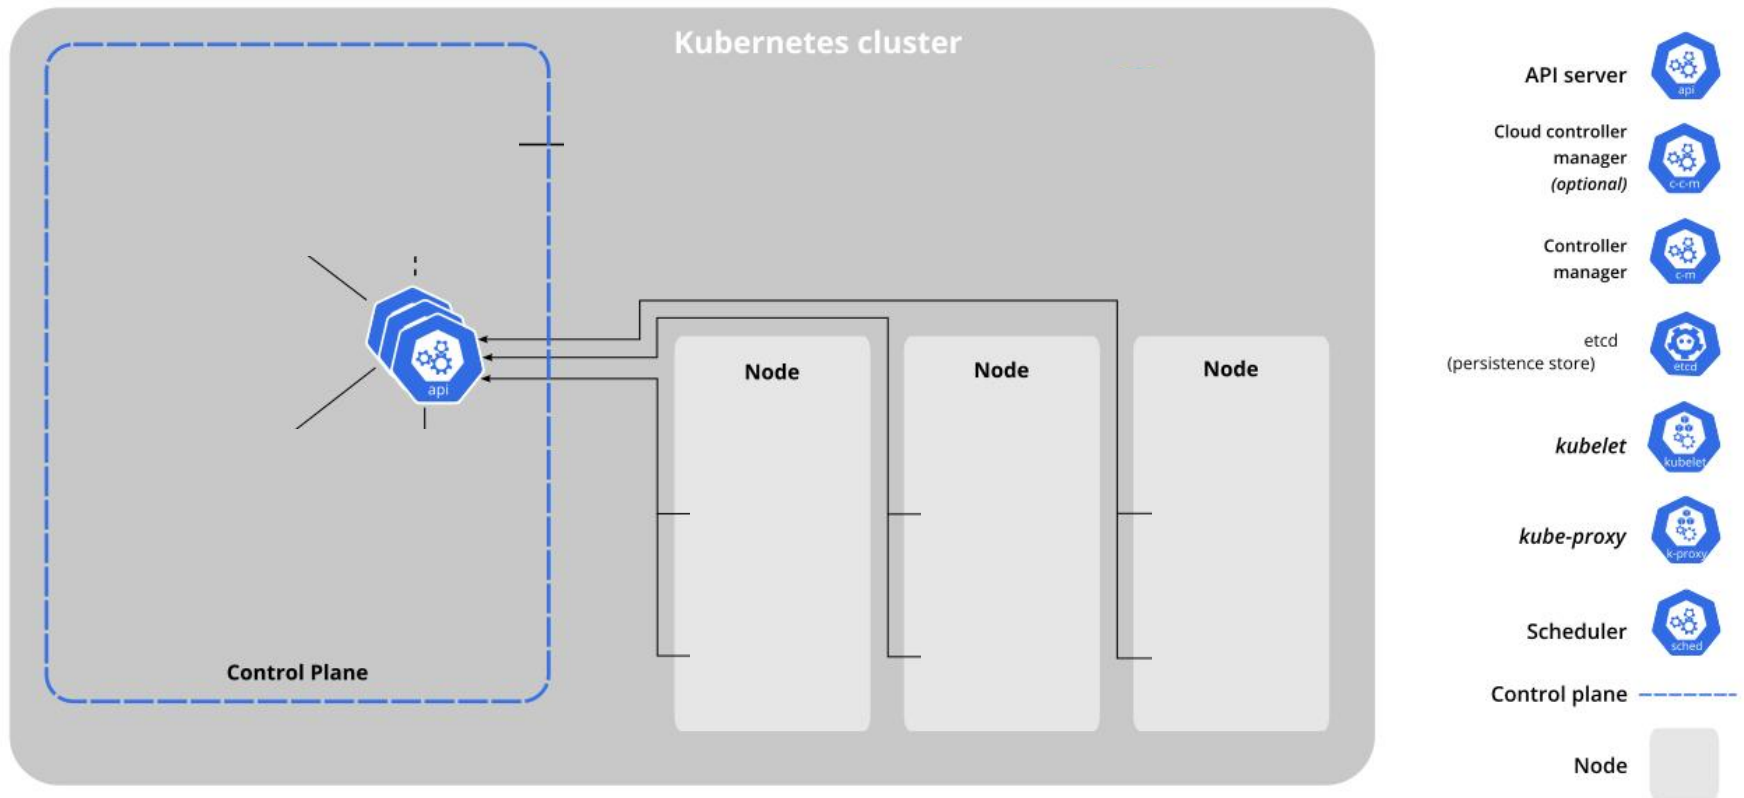 Kubernetes cluster
api
Control Plane
Node
Node
Node
API server
api
Cloud controller
manager
(optional)
c-c-m
Controller
manager
c-m
etcd
(persistence store)
etcd
kubelet
kubelet
kube-proxy
k-proxy
Scheduler
sched
Control plane
Node